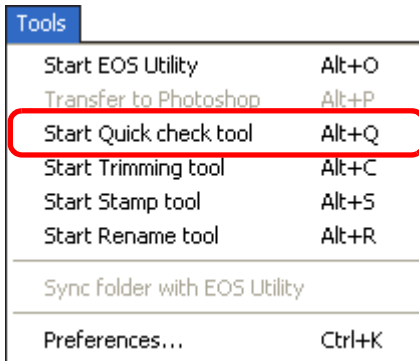 Tools
Start EOS Utility Alt+O
Transfer to Photoshop Alt+P
Start Quick check tool Alt+Q
Start Trimming tool Alt+C
Start Stamp tool Alt+S
Start Rename tool Alt+R
Sync folder with EOS Utility
Preferences... Ctrl+K